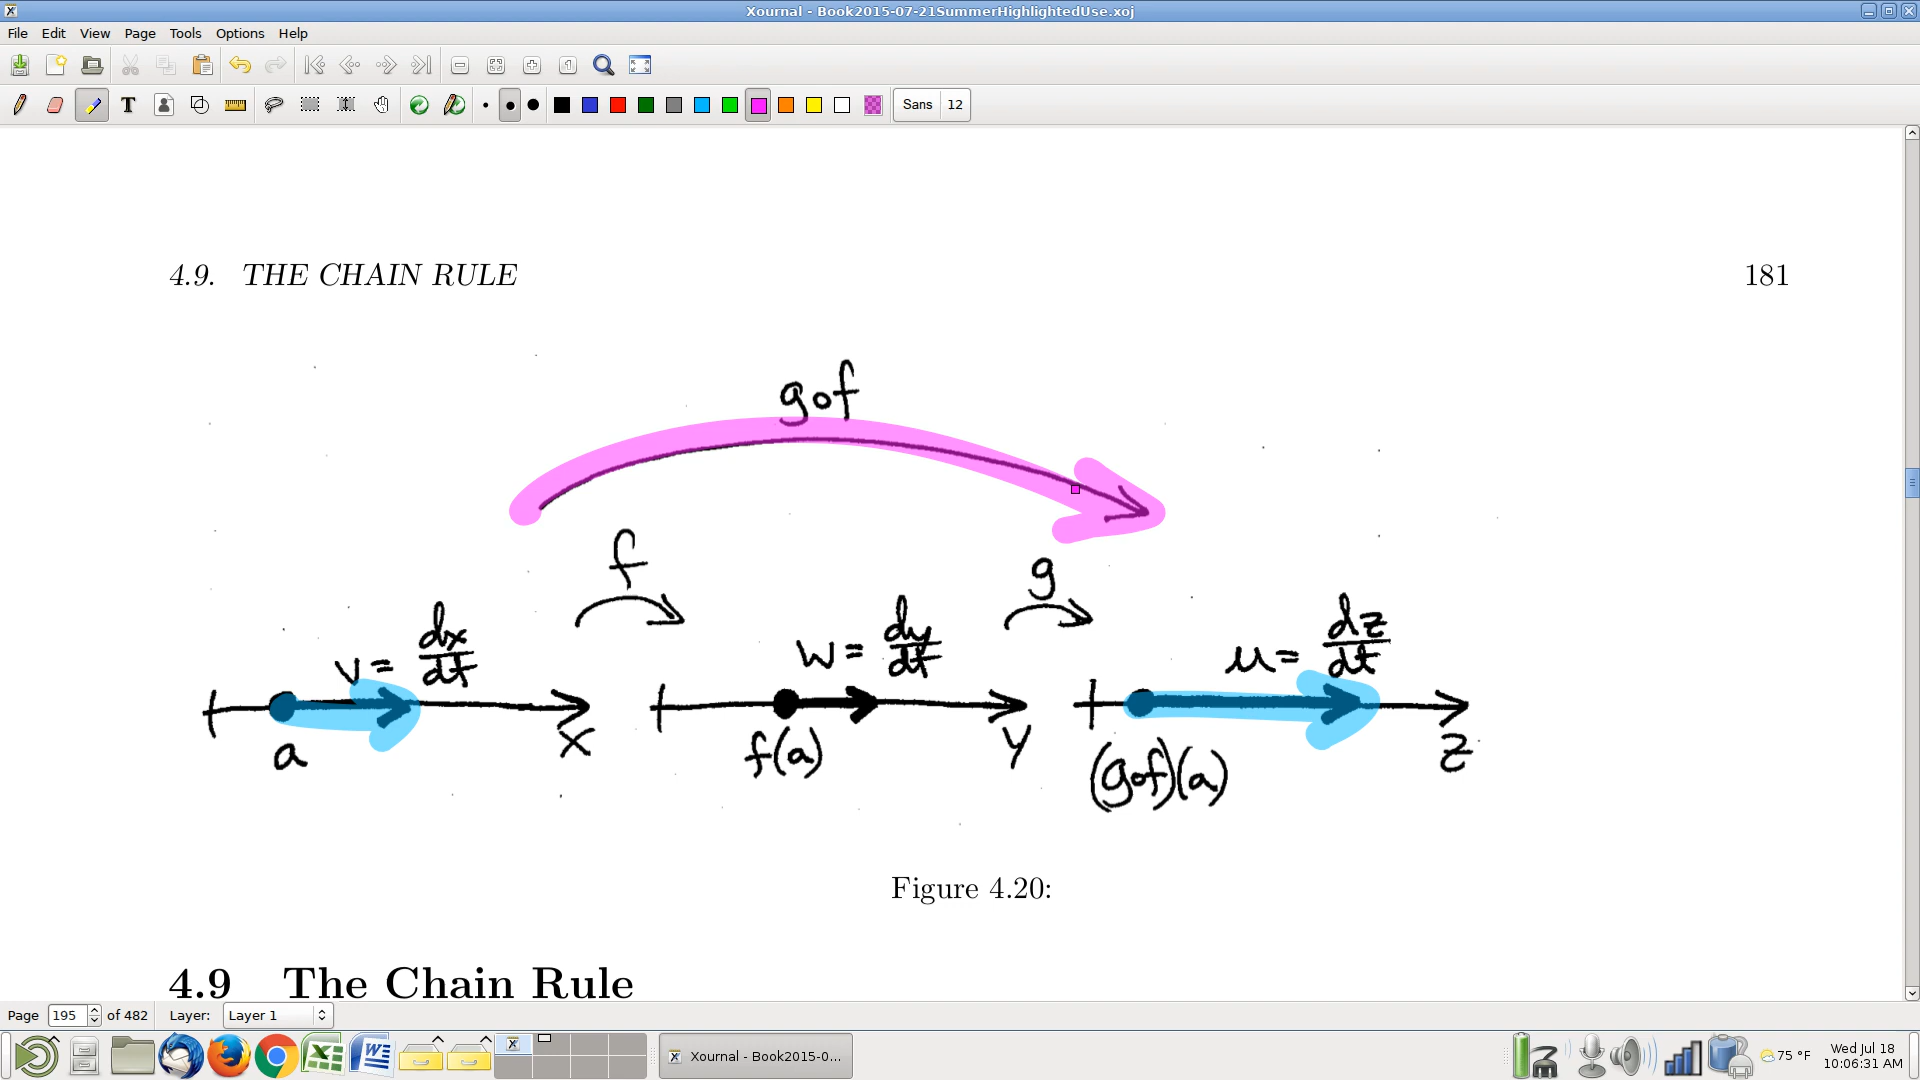 Xournal - Book2015-07-21SummerHighlightedUse.xoj
File Edit View Page Tools Options Help
T Sans 12
4.9. THE CHAIN RULE 181
gof
f g
v = dx/dt w = dy/dt u = dz/dt
a x f(a) y (gof)(a) z
Figure 4.20:
4.9 The Chain Rule
Page 195 of 482 Layer: Layer 1
Xournal - Book2015-0...
75 °F
Wed Jul 18
10:06:31 AM